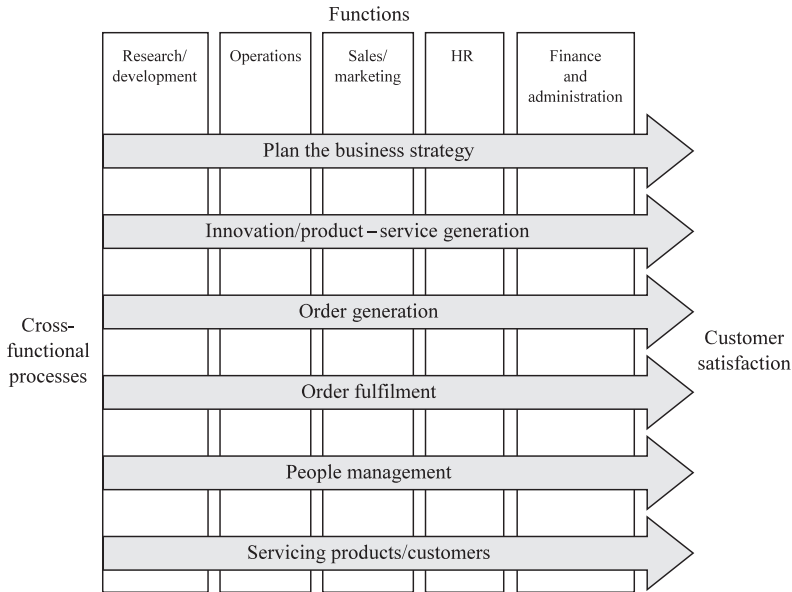 Functions
Research/
development
Operations
Sales/
marketing
HR
Finance
and
administration
Plan the business strategy
Innovation/product–service generation
Order generation
Cross-
functional
processes
Customer
satisfaction
Order fulfilment
People management
Servicing products/customers